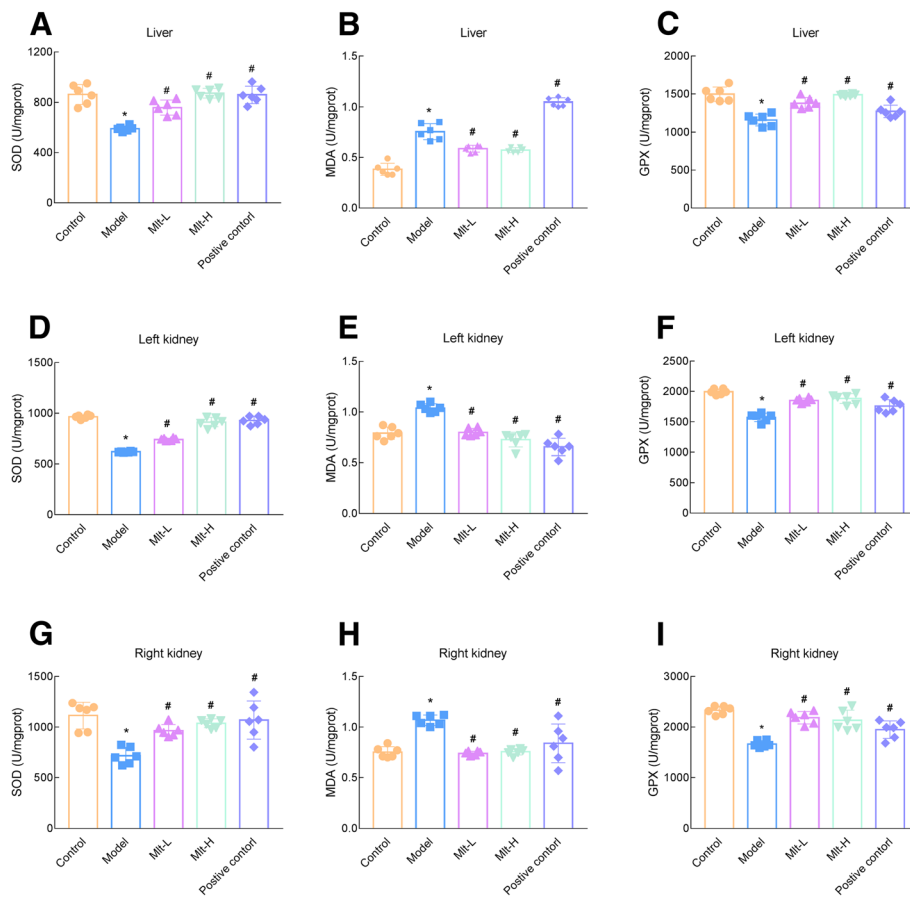 A
Liver
SOD (U/mgprot)
1200
800
400
0
*
#
#
#
Control
Model
Mlt-L
Mlt-H
Postive contorl
B
Liver
MDA (U/mgprot)
1.5
1.0
0.5
0.0
*
#
#
#
Control
Model
Mlt-L
Mlt-H
Postive contorl
C
Liver
GPX (U/mgprot)
2000
1500
1000
500
0
*
#
#
#
Control
Model
Mlt-L
Mlt-H
Postive contorl
D
Left kidney
SOD (U/mgprot)
1500
1000
500
0
*
#
#
#
Control
Model
Mlt-L
Mlt-H
Postive contorl
E
Left kidney
MDA (U/mgprot)
1.5
1.0
0.5
0.0
*
#
#
#
Control
Model
Mlt-L
Mlt-H
Postive contorl
F
Left kidney
GPX (U/mgprot)
2500
2000
1500
1000
500
0
*
#
#
#
Control
Model
Mlt-L
Mlt-H
Postive contorl
G
Right kidney
SOD (U/mgprot)
1500
1000
500
0
*
#
#
#
Control
Model
Mlt-L
Mlt-H
Postive contorl
H
Right kidney
MDA (U/mgprot)
1.5
1.0
0.5
0.0
*
#
#
#
Control
Model
Mlt-L
Mlt-H
Postive contorl
I
Right kidney
GPX (U/mgprot)
3000
2000
1000
0
*
#
#
#
Control
Model
Mlt-L
Mlt-H
Postive contorl